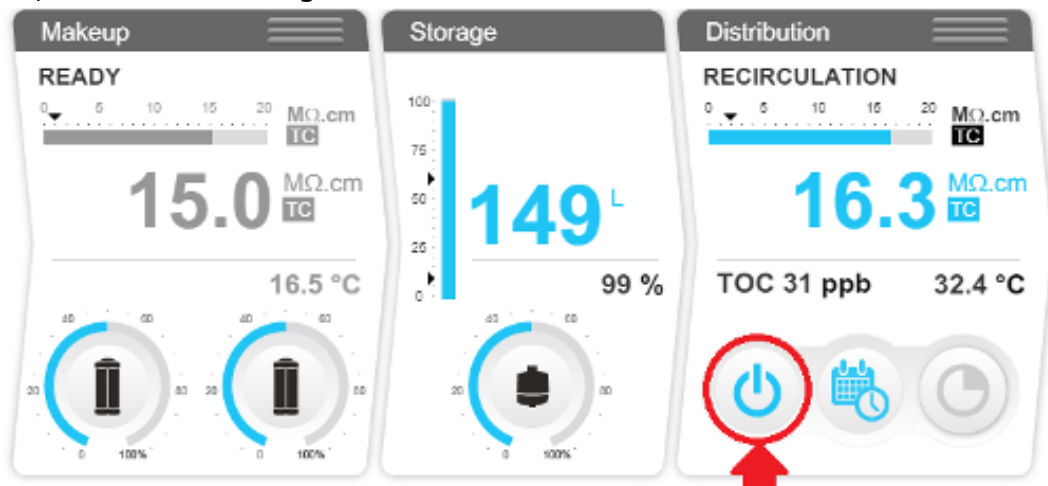 Makeup
READY
0 5 10 15 20 MΩ.cm
TC
15.0 MΩ.cm
TC
16.5 °C
20 40 60 80
0 100%
20 40 60 80
0 100%
Storage
100
75
50
25
0
149 L
99 %
20 40 60 80
0 100%
Distribution
RECIRCULATION
0 5 10 15 20 MΩ.cm
TC
16.3 MΩ.cm
TC
TOC 31 ppb 32.4 °C